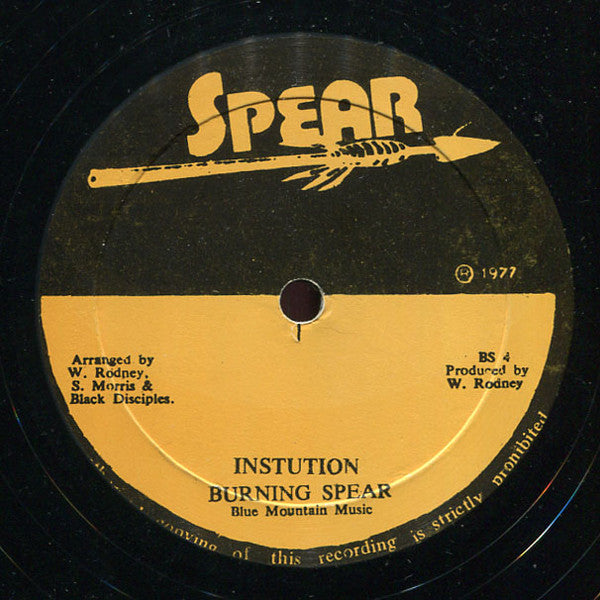 SPEAR
℗ 1977
Arranged by
W. Rodney,
S. Morris &
Black Disciples.
BS 4
Produced by
W. Rodney
INSTUTION
BURNING SPEAR
Blue Mountain Music
of this recording is strictly prohibited